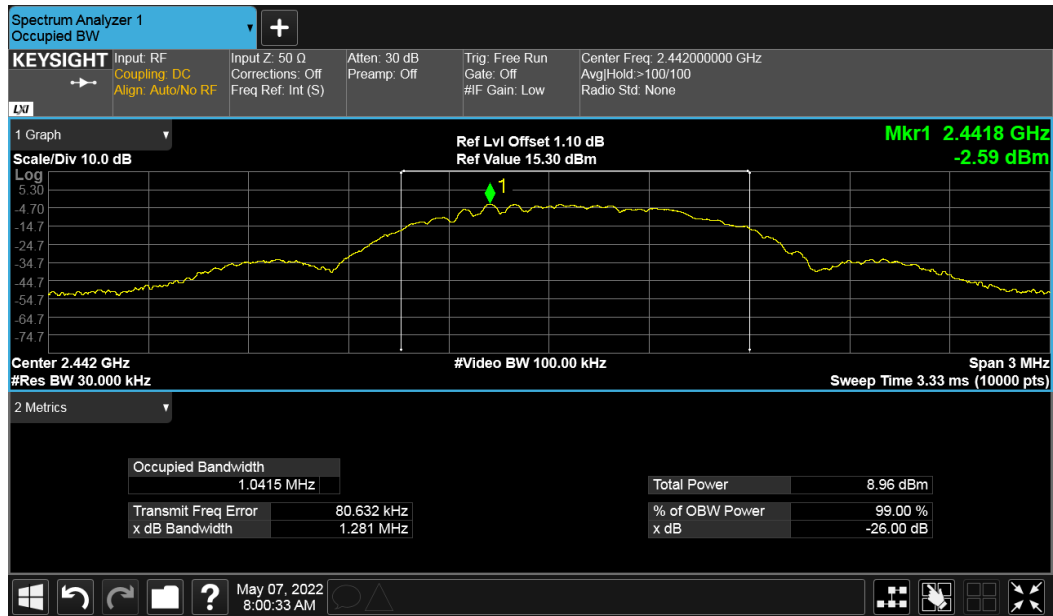 Spectrum Analyzer 1
Occupied BW
+
KEYSIGHT Input: RF Input Z: 50 Ω Atten: 30 dB Trig: Free Run Center Freq: 2.442000000 GHz
Coupling: DC Corrections: Off Preamp: Off Gate: Off Avg|Hold:>100/100
Align: Auto/No RF Freq Ref: Int (S) #IF Gain: Low Radio Std: None
LXI
1 Graph Ref Lvl Offset 1.10 dB Mkr1 2.4418 GHz
Scale/Div 10.0 dB Ref Value 15.30 dBm -2.59 dBm
Log
1
5.30
-4.70
-14.7
-24.7
-34.7
-44.7
-54.7
-64.7
-74.7
Center 2.442 GHz #Video BW 100.00 kHz Span 3 MHz
#Res BW 30.000 kHz Sweep Time 3.33 ms (10000 pts)
2 Metrics
Occupied Bandwidth
1.0415 MHz Total Power 8.96 dBm
Transmit Freq Error 80.632 kHz % of OBW Power 99.00 %
x dB Bandwidth 1.281 MHz x dB -26.00 dB
? May 07, 2022
8:00:33 AM